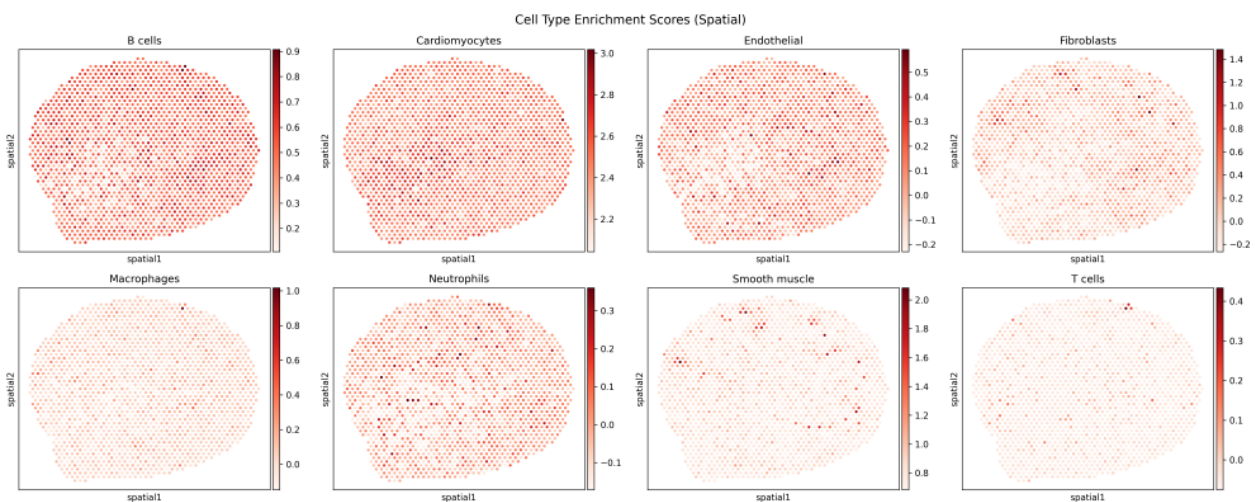 Cell Type Enrichment Scores (Spatial)
B cells
Cardiomyocytes
Endothelial
Fibroblasts
spatial2
0.9
0.8
0.7
0.6
0.5
0.4
0.3
0.2
spatial1
spatial2
3.0
2.8
2.6
2.4
2.2
spatial1
spatial2
0.5
0.4
0.3
0.2
0.1
0.0
−0.1
−0.2
spatial1
spatial2
1.4
1.2
1.0
0.8
0.6
0.4
0.2
0.0
−0.2
spatial1
Macrophages
Neutrophils
Smooth muscle
T cells
spatial2
1.0
0.8
0.6
0.4
0.2
0.0
spatial1
spatial2
0.3
0.2
0.1
0.0
−0.1
spatial1
spatial2
2.0
1.8
1.6
1.4
1.2
1.0
0.8
spatial1
spatial2
0.4
0.3
0.2
0.1
0.0
spatial1